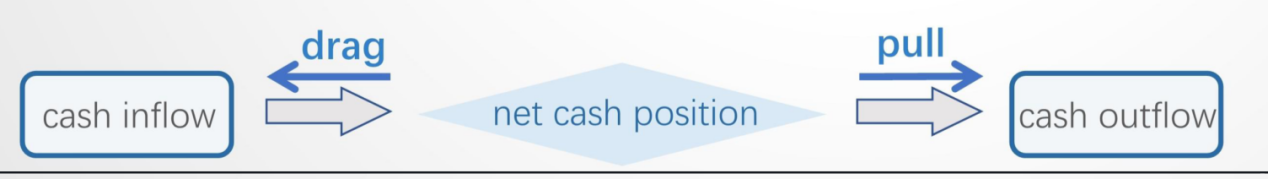 drag
pull
cash inflow
net cash position
cash outflow